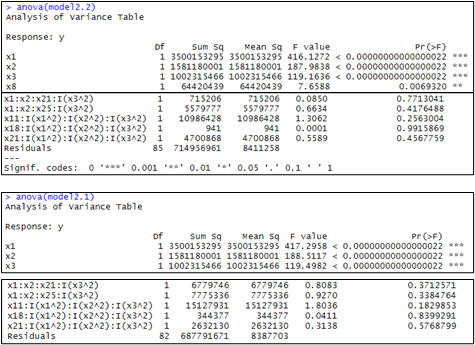 > anova(model2.2)
Analysis of Variance Table
Response: y
Df Sum Sq Mean Sq F value Pr(>F)
x1 1 3500153295 3500153295 416.1272 < 0.00000000000000022 ***
x2 1 1581180001 1581180001 187.9838 < 0.00000000000000022 ***
x3 1 1002315466 1002315466 119.1636 < 0.00000000000000022 ***
x8 1 64420439 64420439 7.6588 0.0069320 **
x1:x2:x21:I(x3^2) 1 715206 715206 0.0850 0.7713041
x1:x2:x25:I(x3^2) 1 5579777 5579777 0.6634 0.4176488
x11:I(x1^2):I(x2^2):I(x3^2) 1 10986428 10986428 1.3062 0.2563004
x18:I(x1^2):I(x2^2):I(x3^2) 1 941 941 0.0001 0.9915869
x21:I(x1^2):I(x2^2):I(x3^2) 1 4700868 4700868 0.5589 0.4567759
Residuals 85 714956961 8411258
---
Signif. codes: 0 '***' 0.001 '**' 0.01 '*' 0.05 '.' 0.1 ' ' 1
> anova(model2.1)
Analysis of Variance Table
Response: y
Df Sum Sq Mean Sq F value Pr(>F)
x1 1 3500153295 3500153295 417.2958 < 0.00000000000000022 ***
x2 1 1581180001 1581180001 188.5117 < 0.00000000000000022 ***
x3 1 1002315466 1002315466 119.4982 < 0.00000000000000022 ***
x1:x2:x21:I(x3^2) 1 6779746 6779746 0.8083 0.3712571
x1:x2:x25:I(x3^2) 1 7775336 7775336 0.9270 0.3384764
x11:I(x1^2):I(x2^2):I(x3^2) 1 15127931 15127931 1.8036 0.1829853
x18:I(x1^2):I(x2^2):I(x3^2) 1 344377 344377 0.0411 0.8399291
x21:I(x1^2):I(x2^2):I(x3^2) 1 2632130 2632130 0.3138 0.5768799
Residuals 82 687791671 8387703